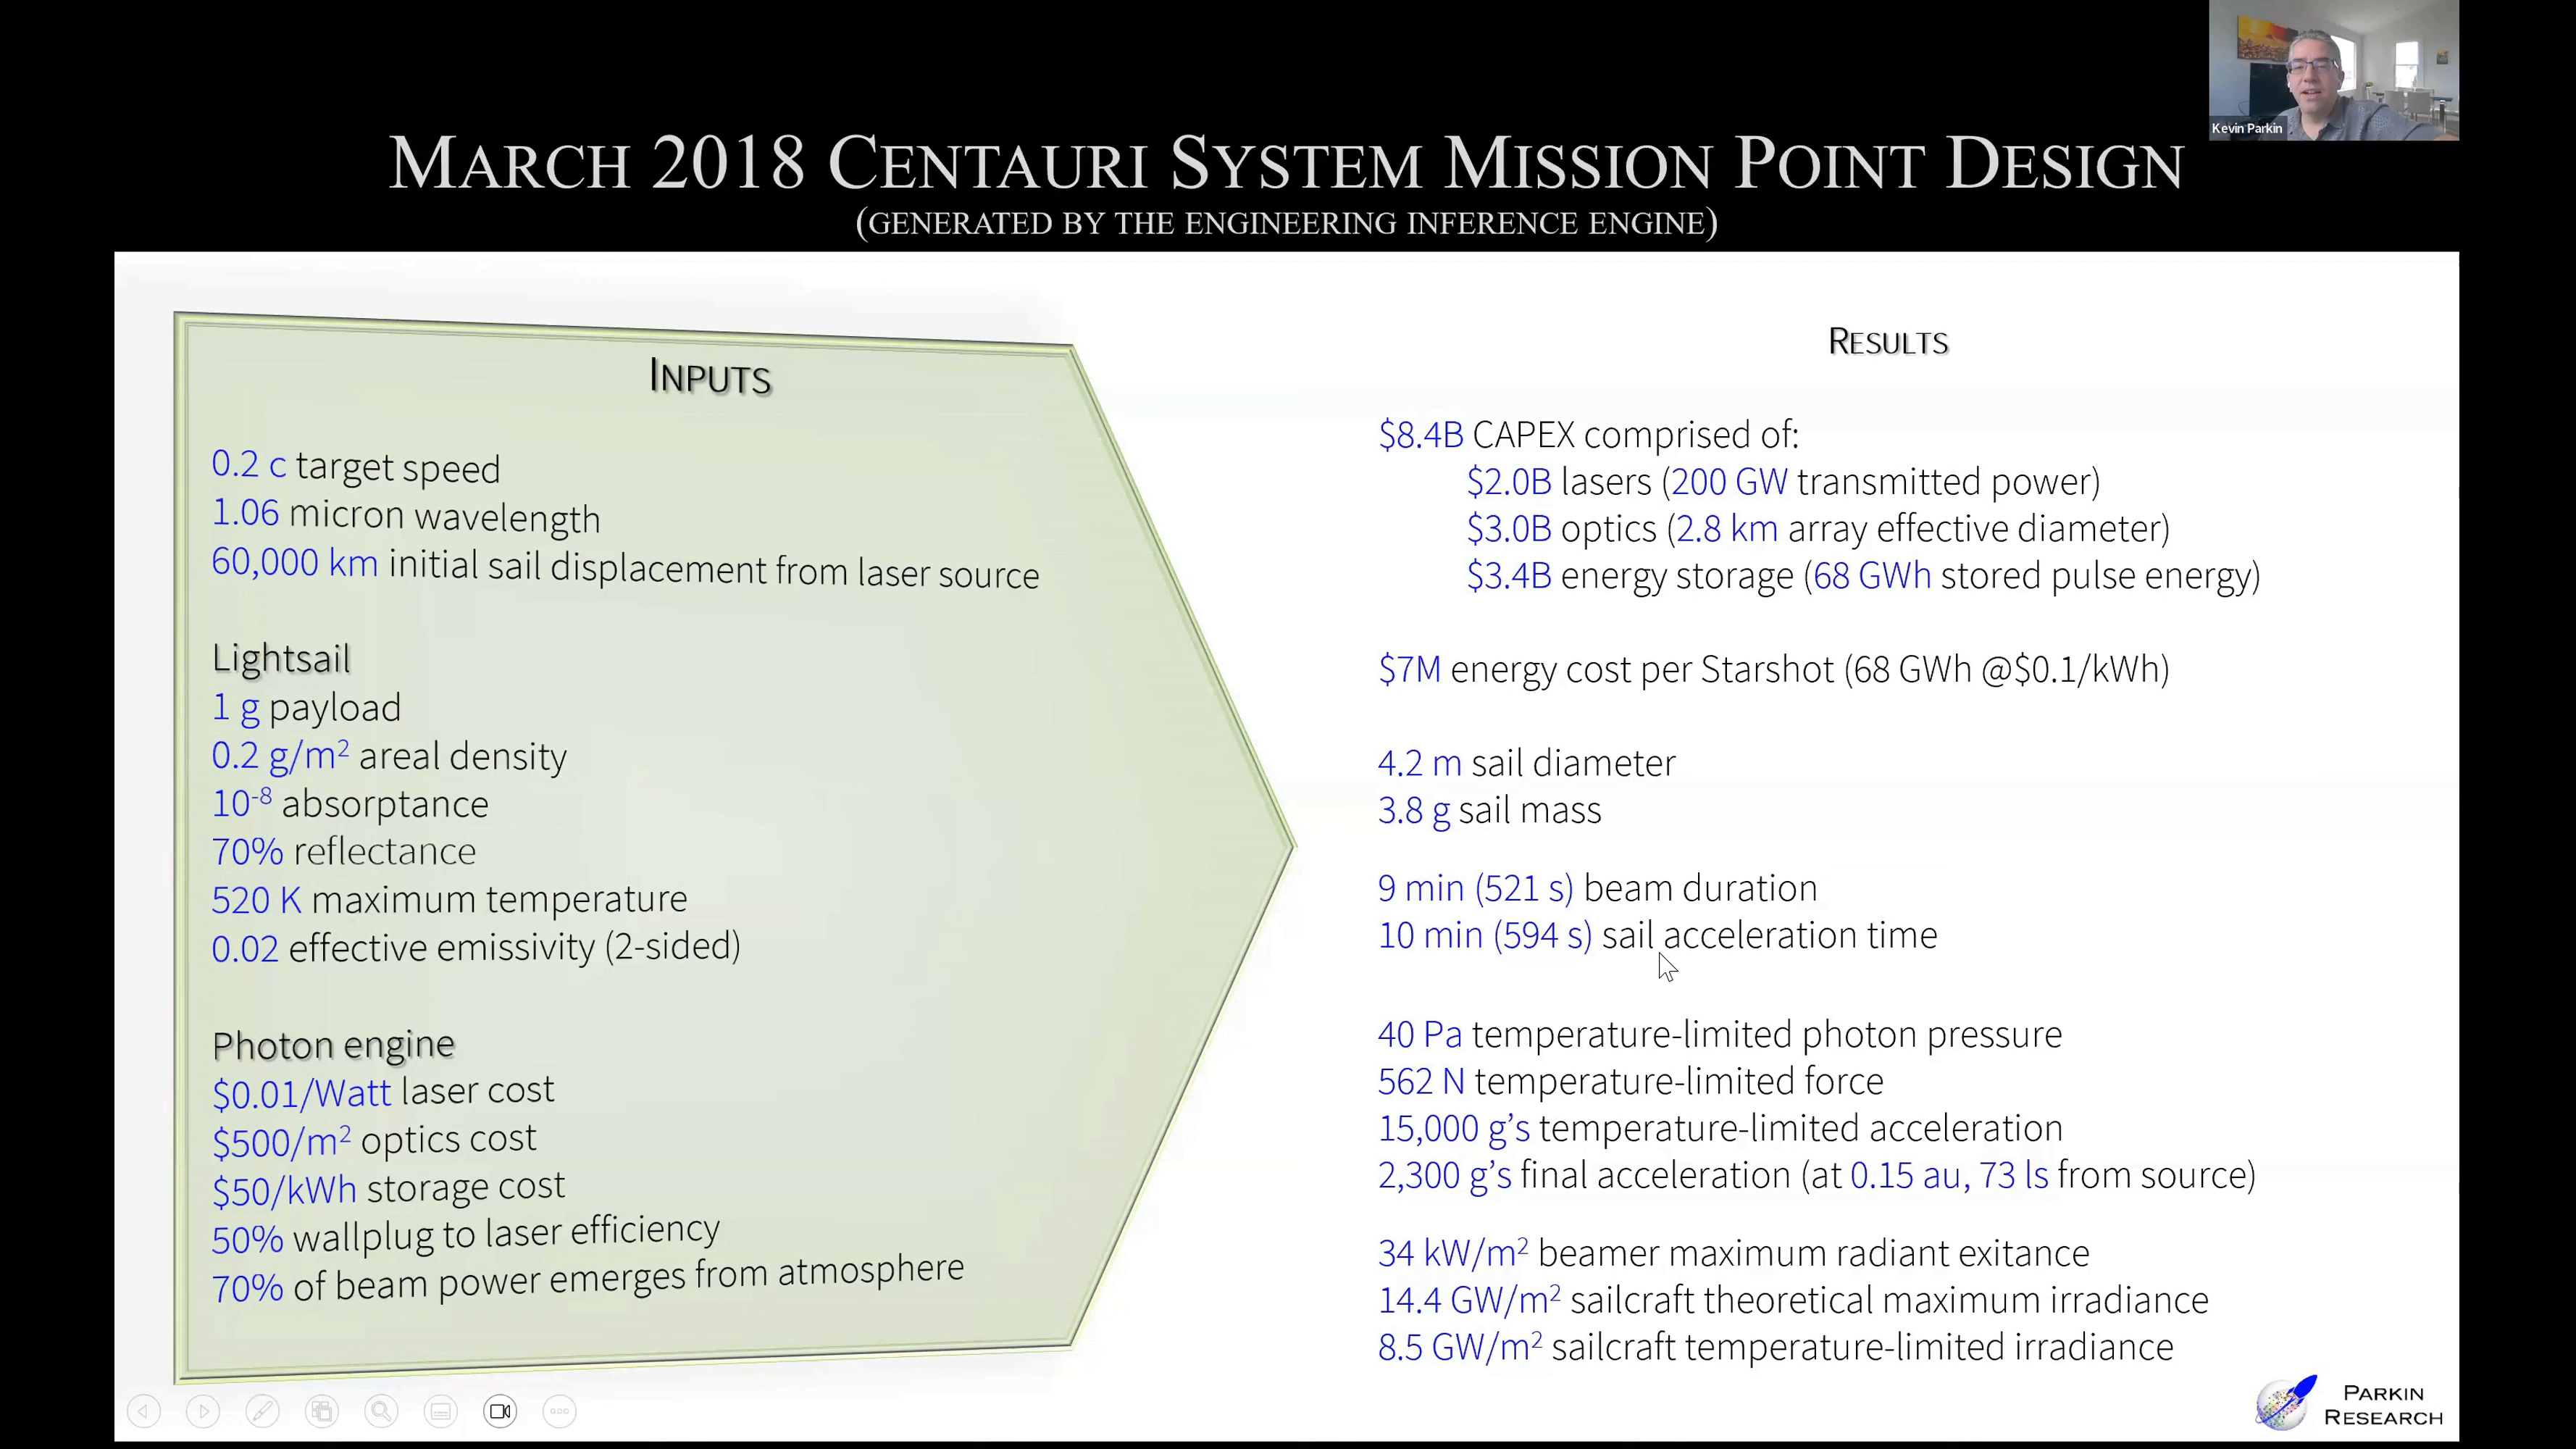 Kevin Parkin
MARCH 2018 CENTAURI SYSTEM MISSION POINT DESIGN
(GENERATED BY THE ENGINEERING INFERENCE ENGINE)
INPUTS
0.2 c target speed
1.06 micron wavelength
60,000 km initial sail displacement from laser source
Lightsail
1 g payload
0.2 g/m² areal density
10⁻⁸ absorptance
70% reflectance
520 K maximum temperature
0.02 effective emissivity (2-sided)
Photon engine
$0.01/Watt laser cost
$500/m² optics cost
$50/kWh storage cost
50% wallplug to laser efficiency
70% of beam power emerges from atmosphere
RESULTS
$8.4B CAPEX comprised of:
$2.0B lasers (200 GW transmitted power)
$3.0B optics (2.8 km array effective diameter)
$3.4B energy storage (68 GWh stored pulse energy)
$7M energy cost per Starshot (68 GWh @$0.1/kWh)
4.2 m sail diameter
3.8 g sail mass
9 min (521 s) beam duration
10 min (594 s) sail acceleration time
40 Pa temperature-limited photon pressure
562 N temperature-limited force
15,000 g’s temperature-limited acceleration
2,300 g’s final acceleration (at 0.15 au, 73 ls from source)
34 kW/m² beamer maximum radiant exitance
14.4 GW/m² sailcraft theoretical maximum irradiance
8.5 GW/m² sailcraft temperature-limited irradiance
PARKIN
RESEARCH